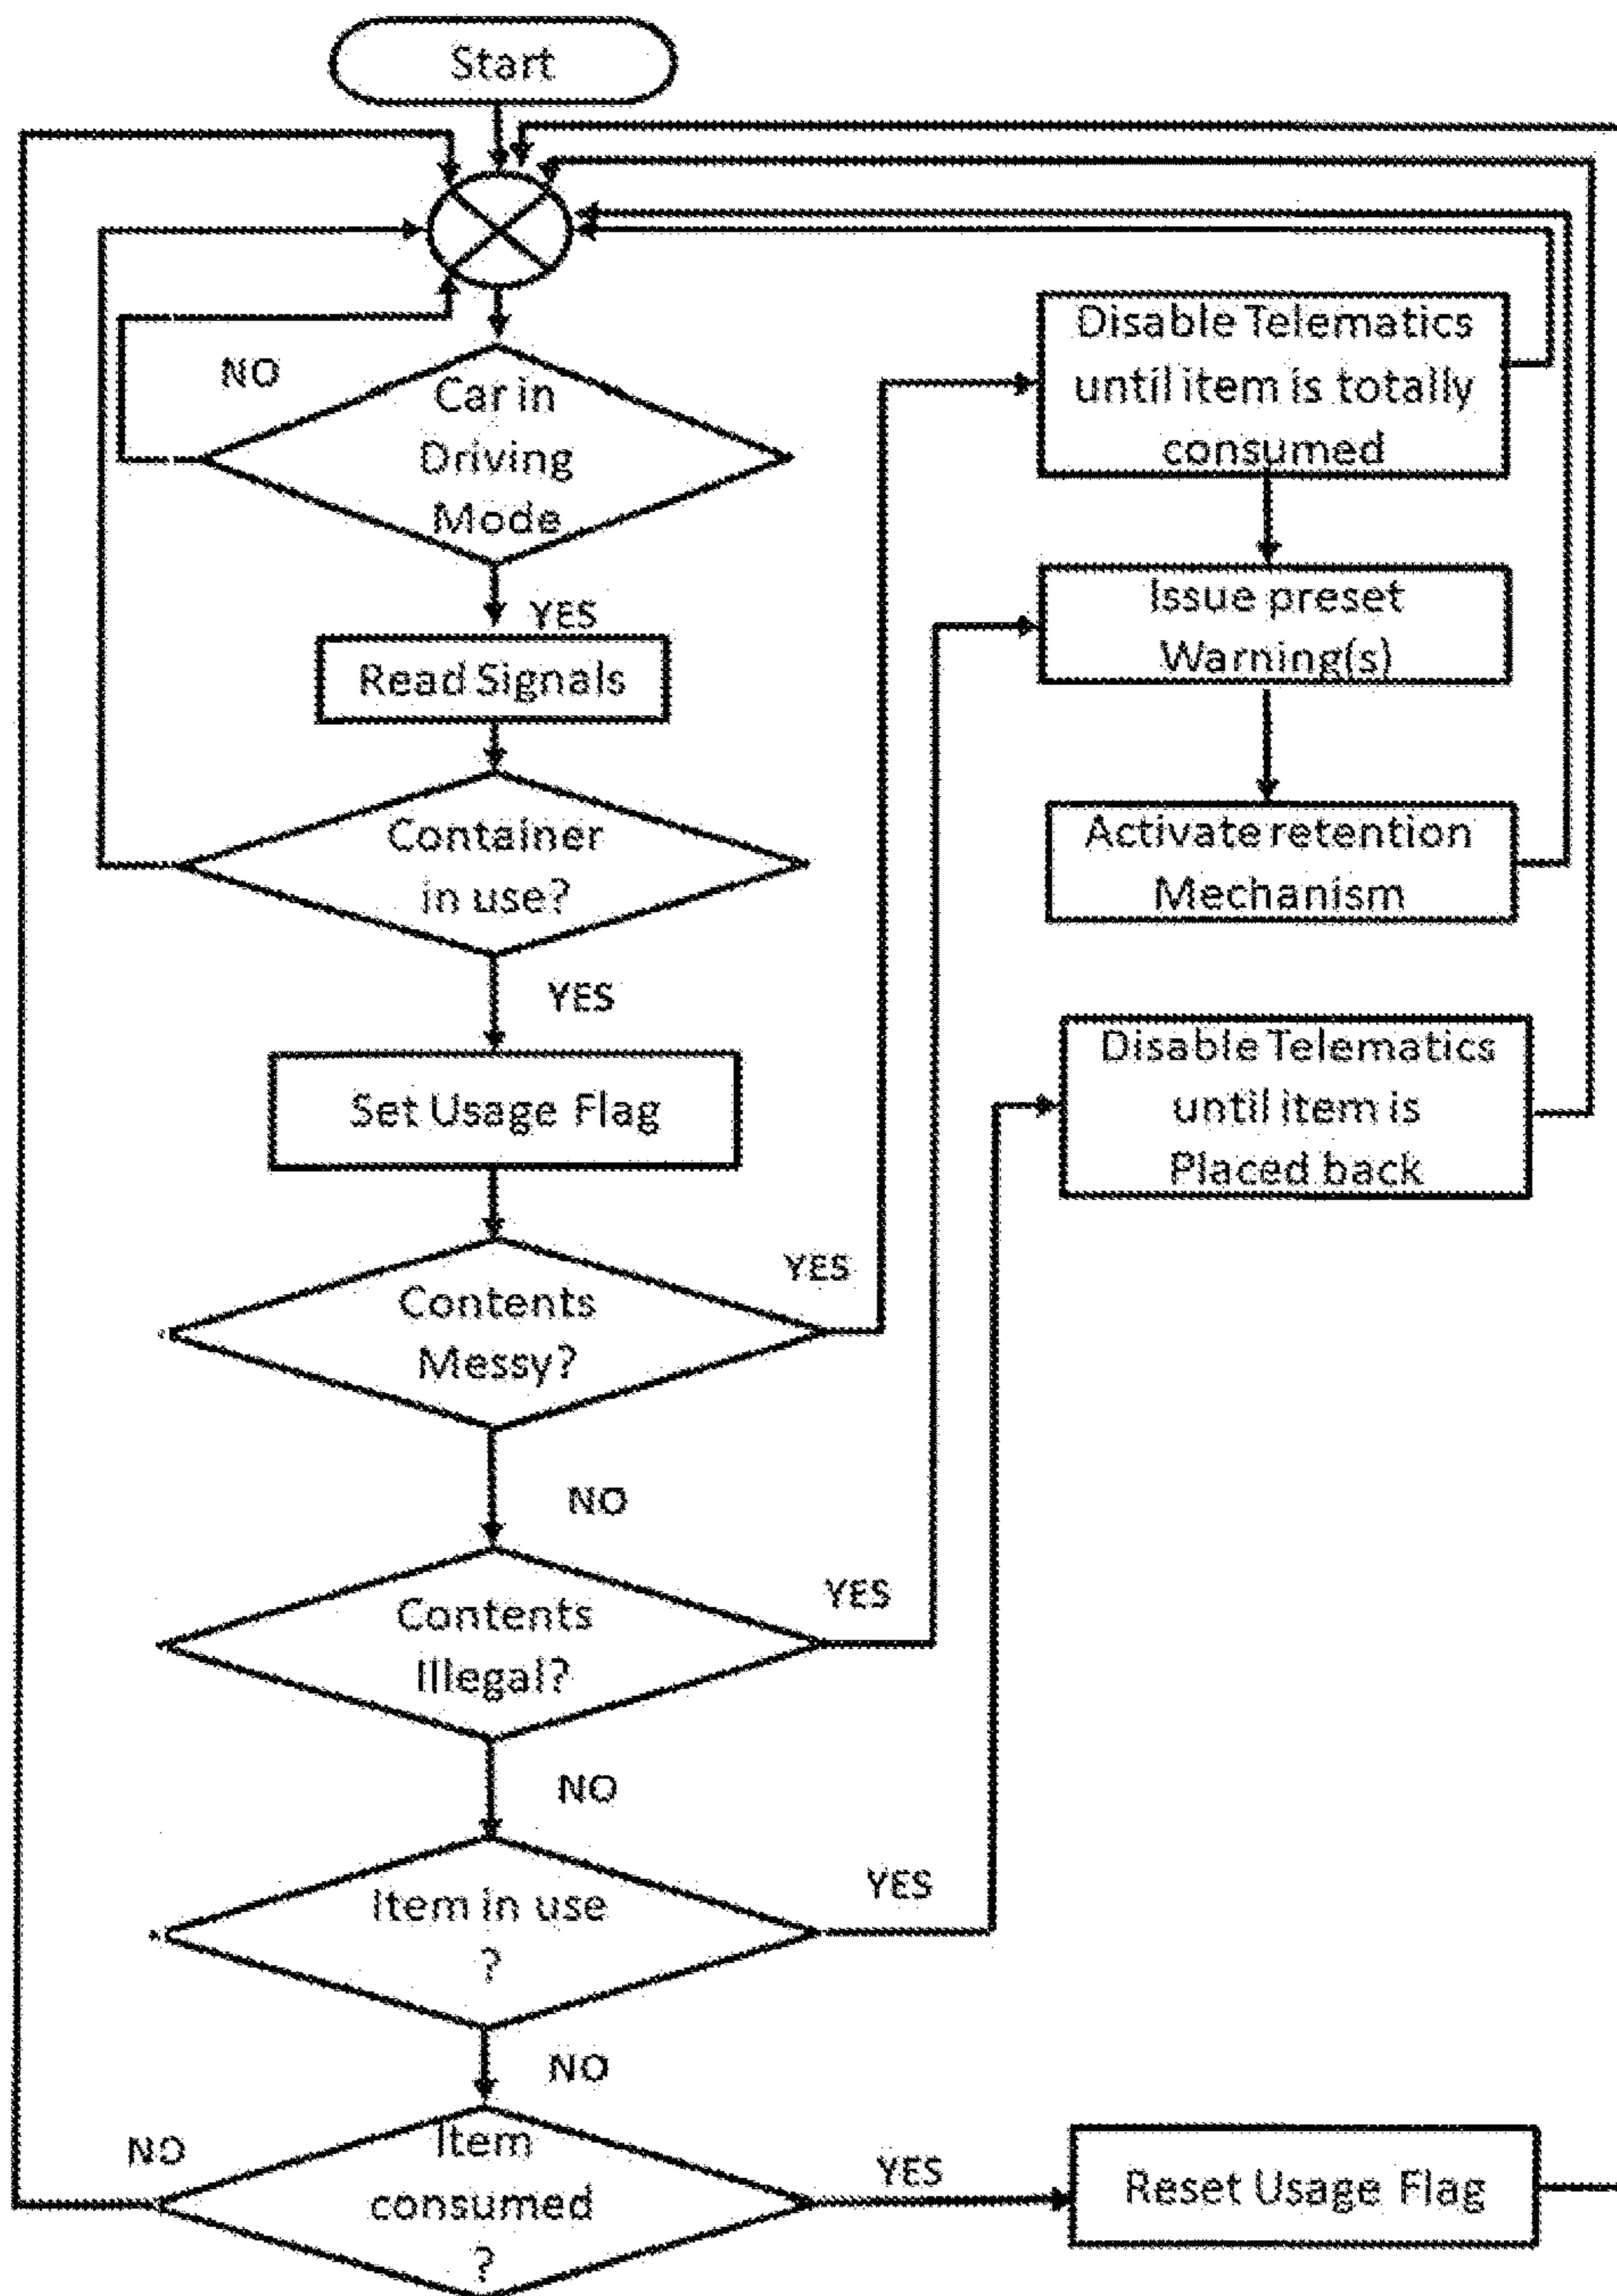 Start
NO
Car in
Driving
Mode
YES
Read Signals
Container
in use?
YES
Set Usage Flag
Contents
Messy?
YES
NO
Contents
Illegal?
YES
NO
Item in use
?
YES
NO
Item
consumed
?
NO
YES
Reset Usage Flag
Disable Telematics
until item is totally
consumed
Issue preset
Warning(s)
Activate retention
Mechanism
Disable Telematics
until item is
Placed back